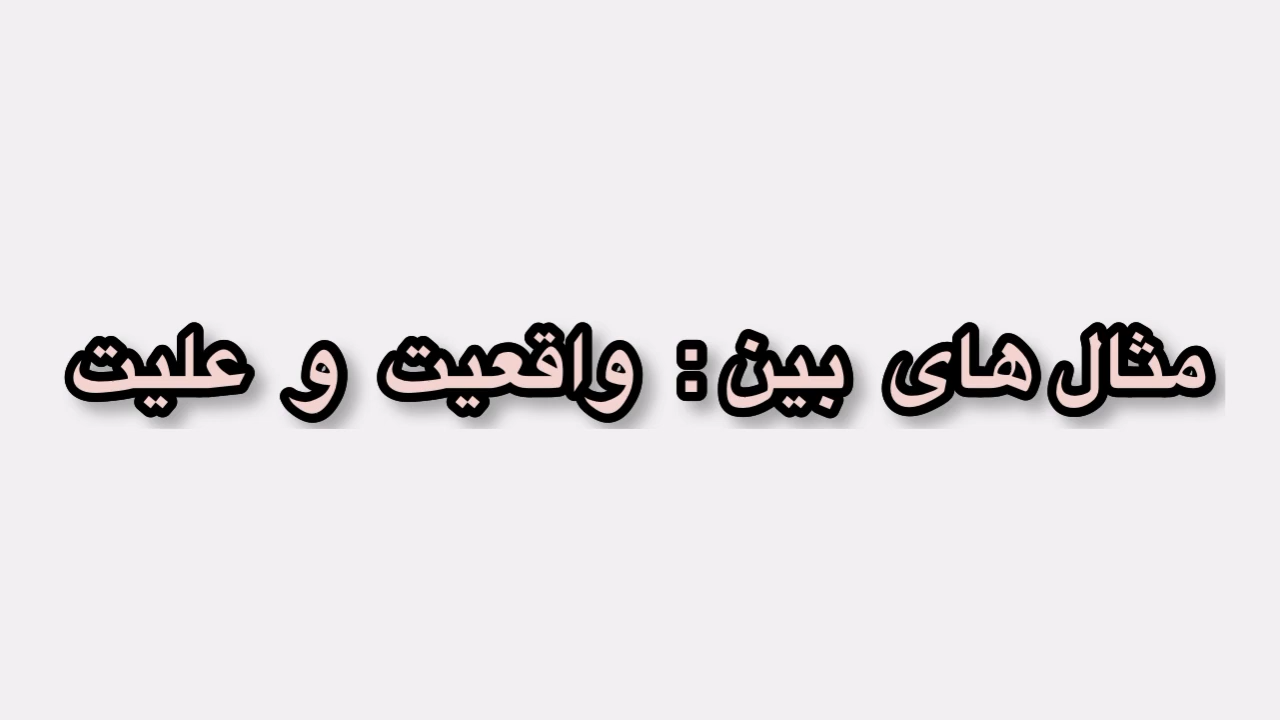 مثال های بین : واقعیت و علیت